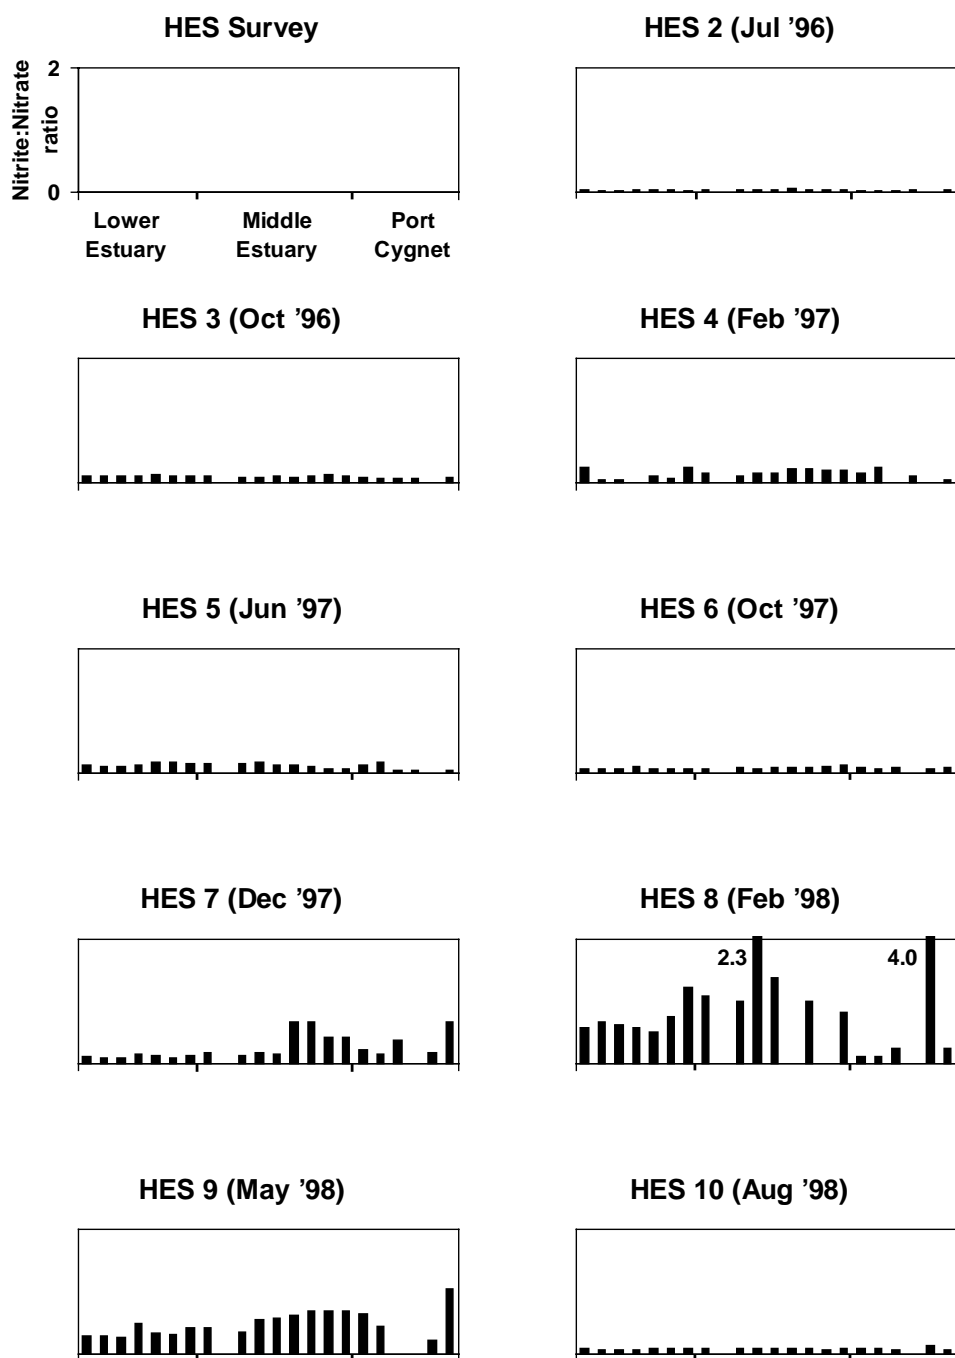 HES Survey
HES 2 (Jul '96)
Nitrite:Nitrate
ratio
2
0
Lower
Estuary
Middle
Estuary
Port
Cygnet
HES 3 (Oct '96)
HES 4 (Feb '97)
HES 5 (Jun '97)
HES 6 (Oct '97)
HES 7 (Dec '97)
HES 8 (Feb '98)
2.3
4.0
HES 9 (May '98)
HES 10 (Aug '98)